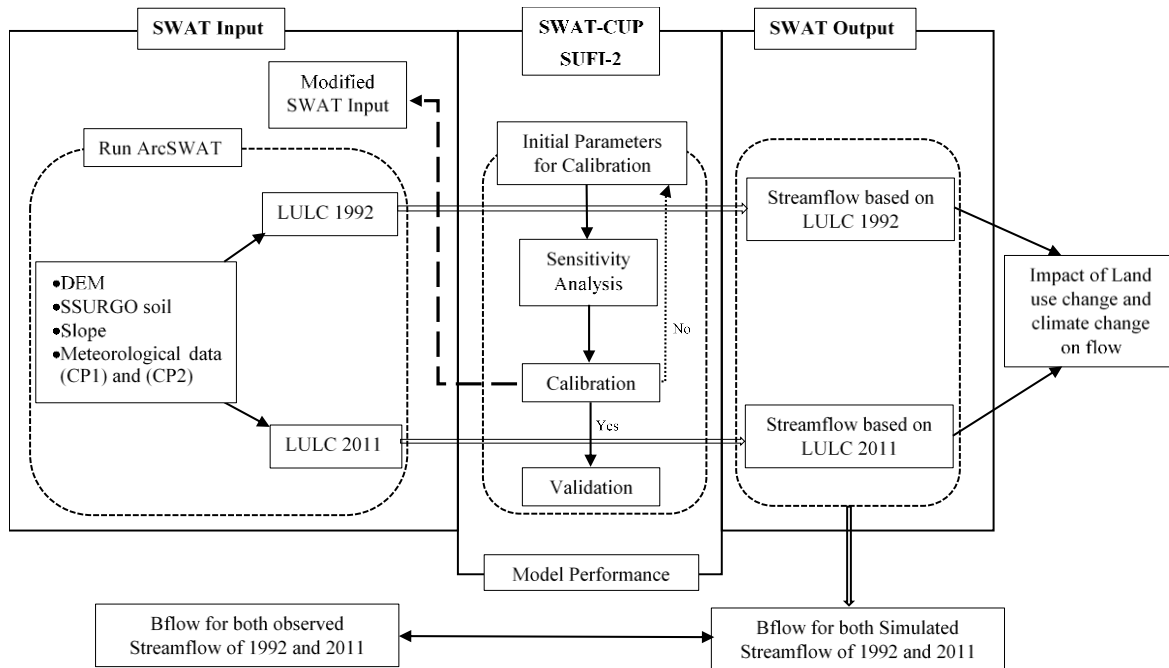 SWAT Input
SWAT-CUP
SUFI-2
SWAT Output
Modified
SWAT Input
Run ArcSWAT
Initial Parameters
for Calibration
LULC 1992
Streamflow based on
LULC 1992
•DEM
•SSURGO soil
•Slope
•Meteorological data
(CP1) and (CP2)
Sensitivity
Analysis
Impact of Land
use change and
climate change
on flow
No
Calibration
Yes
LULC 2011
Streamflow based on
LULC 2011
Validation
Model Performance
Bflow for both observed
Streamflow of 1992 and 2011
Bflow for both Simulated
Streamflow of 1992 and 2011